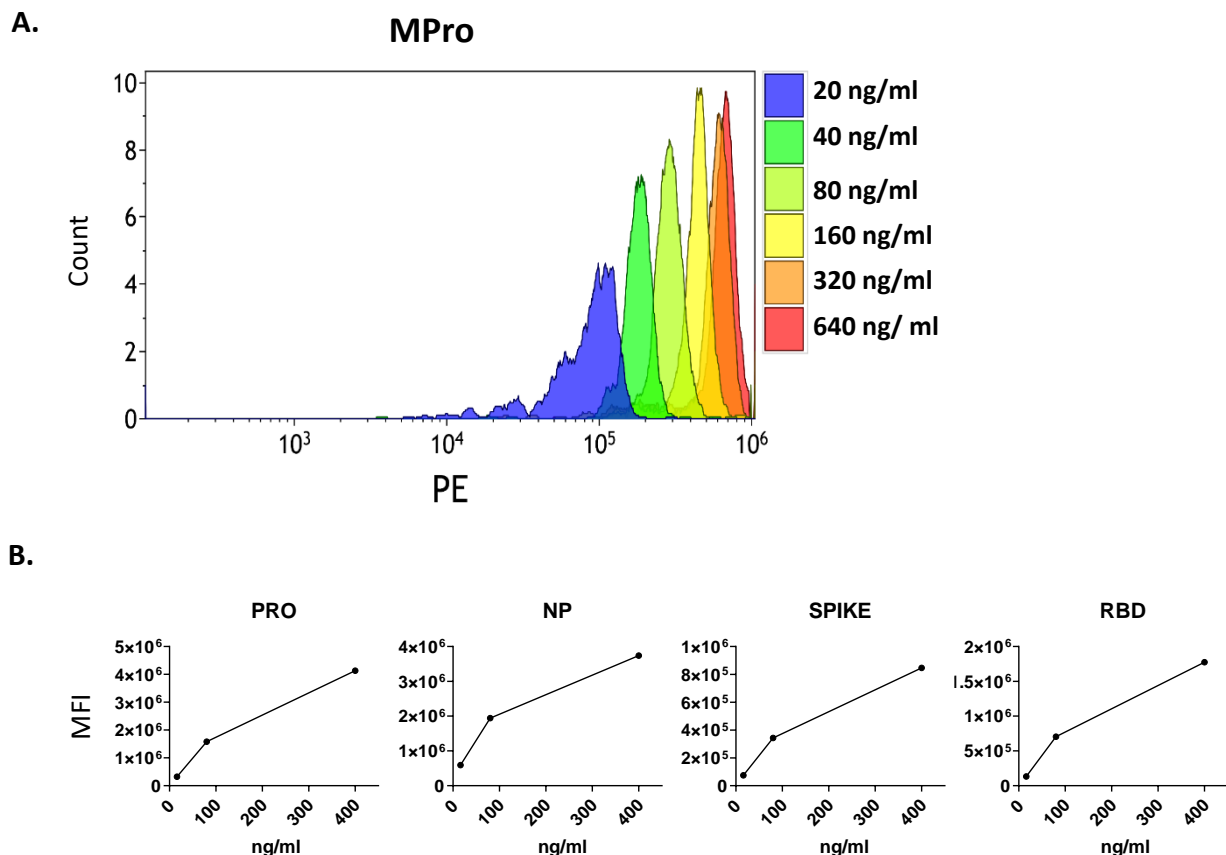 A.
MPro
10
8
6
4
2
0
Count
10³ 10⁴ 10⁵ 10⁶
PE
20 ng/ml
40 ng/ml
80 ng/ml
160 ng/ml
320 ng/ml
640 ng/ ml
B.
PRO
5×10⁶
4×10⁶
3×10⁶
2×10⁶
1×10⁶
0
MFI
0 100 200 300 400
ng/ml
NP
4×10⁶
3×10⁶
2×10⁶
1×10⁶
0
0 100 200 300 400
ng/ml
SPIKE
1×10⁶
8×10⁵
6×10⁵
4×10⁵
2×10⁵
0
0 100 200 300 400
ng/ml
RBD
2×10⁶
1.5×10⁶
1×10⁶
5×10⁵
0
0 100 200 300 400
ng/ml